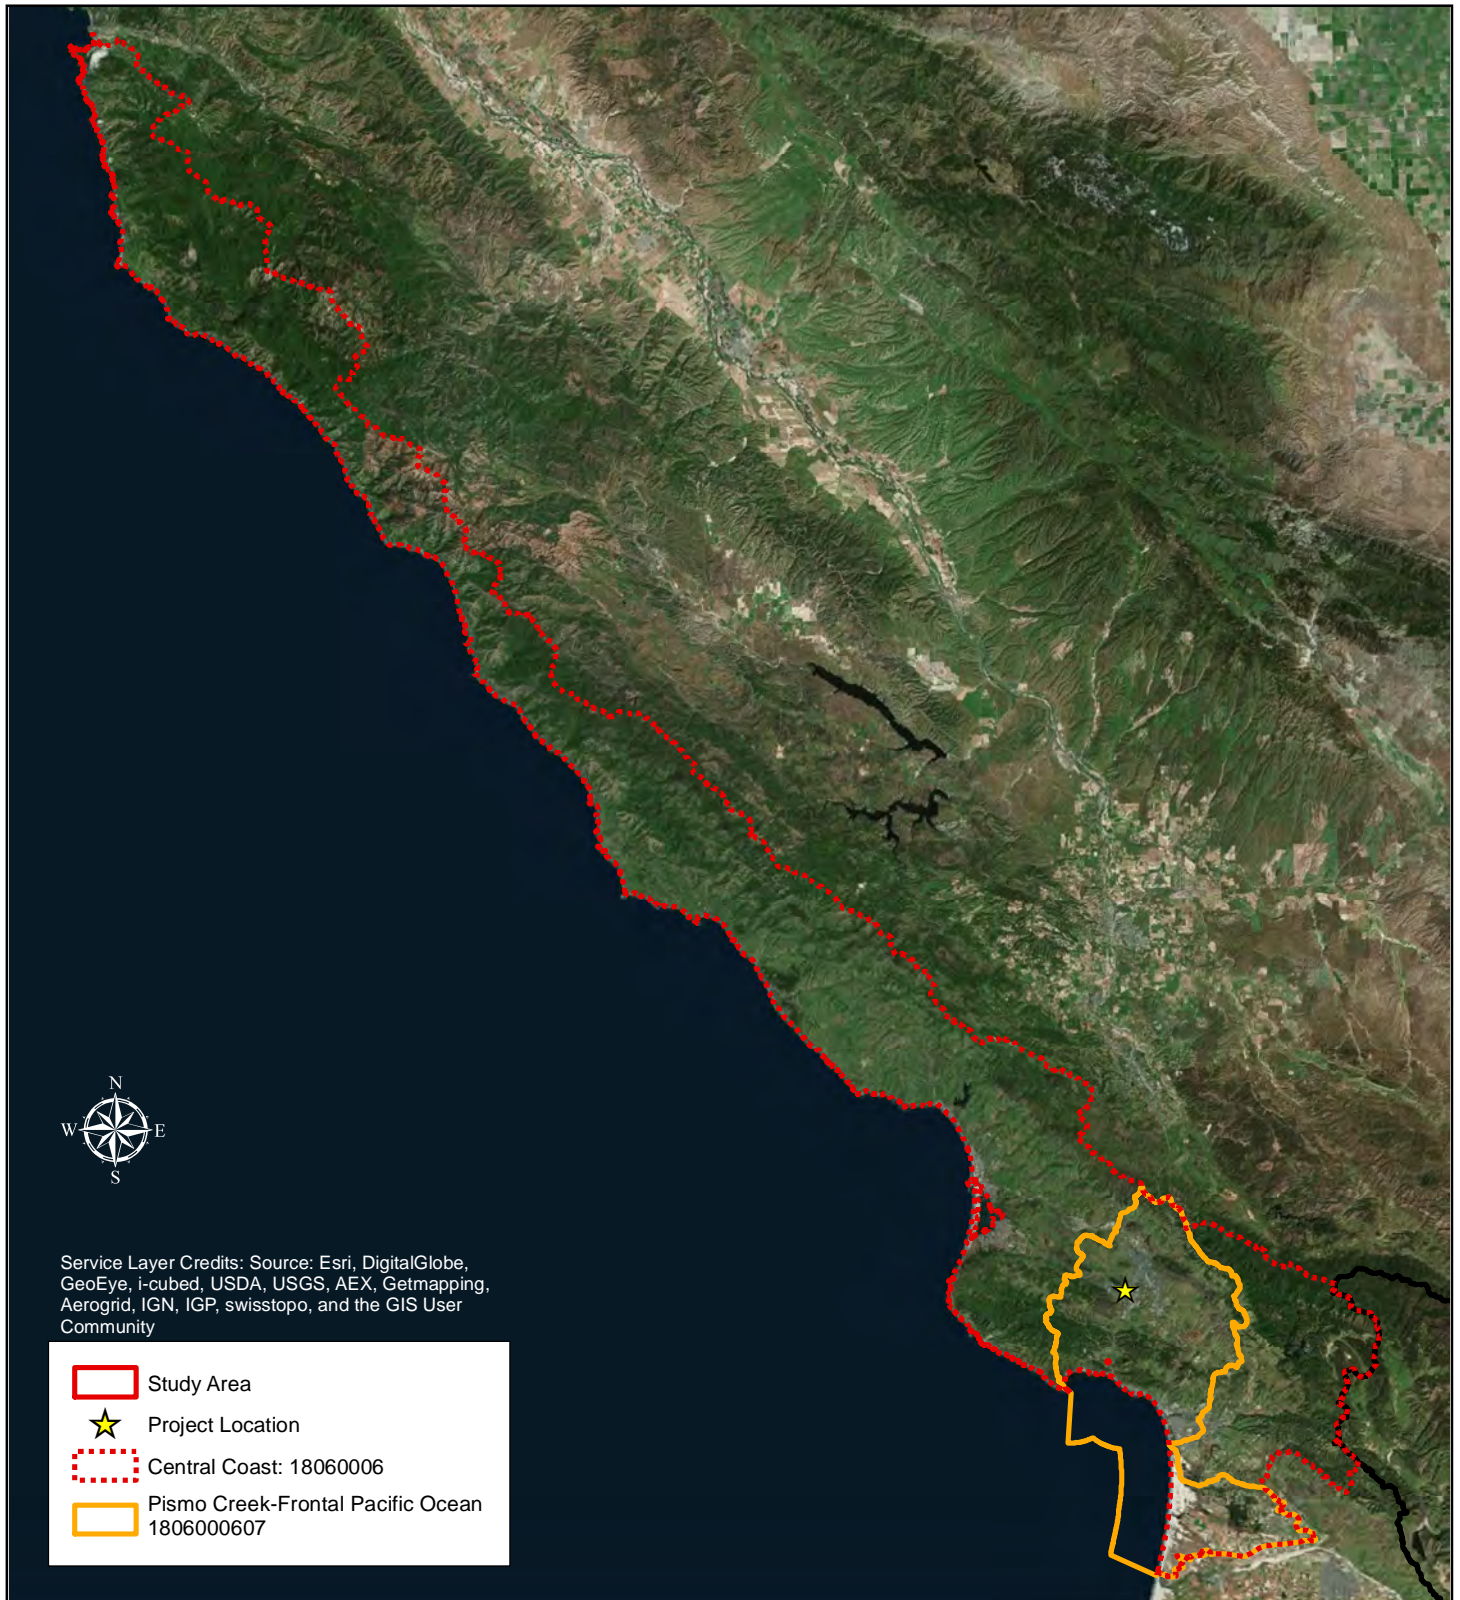 N
W E
S
Service Layer Credits: Source: Esri, DigitalGlobe,
GeoEye, i-cubed, USDA, USGS, AEX, Getmapping,
Aerogrid, IGN, IGP, swisstopo, and the GIS User
Community
Study Area
Project Location
Central Coast: 18060006
Pismo Creek-Frontal Pacific Ocean
1806000607